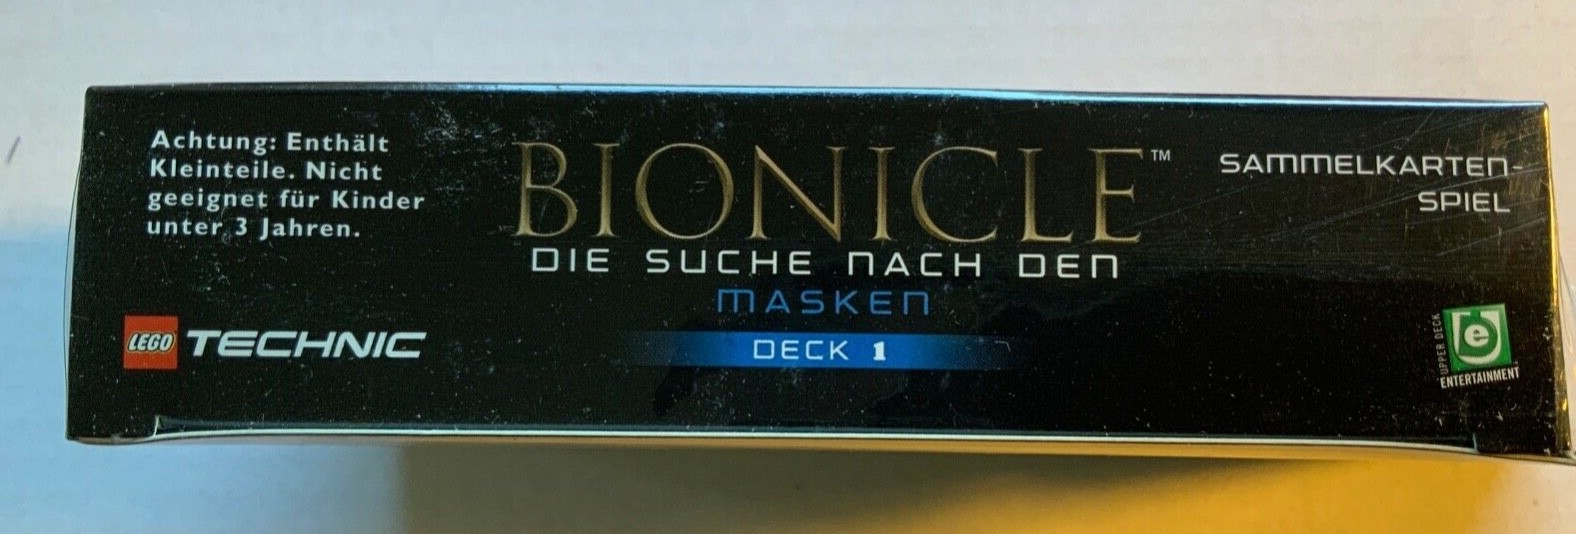 Achtung: Enthält
Kleinteile. Nicht
geeignet für Kinder
unter 3 Jahren.
LEGO TECHNIC
BIONICLE™
DIE SUCHE NACH DEN
MASKEN
DECK 1
SAMMELKARTEN-
SPIEL
UPPER DECK
e
ENTERTAINMENT